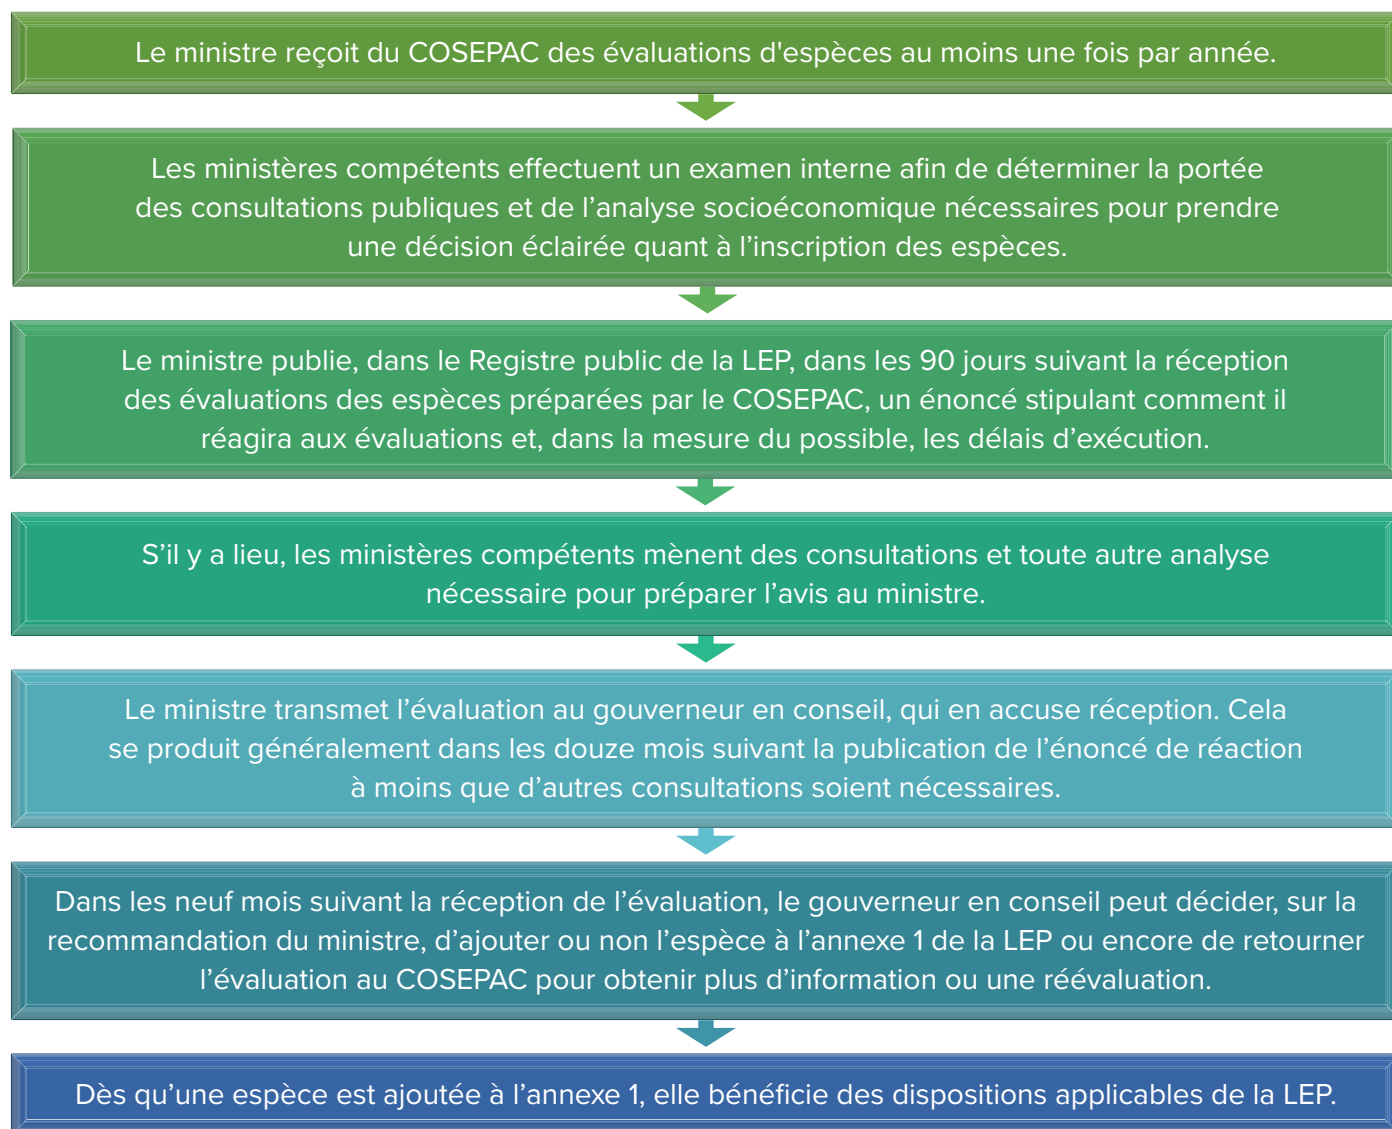 Le ministre reçoit du COSEPAC des évaluations d'espèces au moins une fois par année.
Les ministères compétents effectuent un examen interne afin de déterminer la portée
des consultations publiques et de l’analyse socioéconomique nécessaires pour prendre
une décision éclairée quant à l’inscription des espèces.
Le ministre publie, dans le Registre public de la LEP, dans les 90 jours suivant la réception
des évaluations des espèces préparées par le COSEPAC, un énoncé stipulant comment il
réagira aux évaluations et, dans la mesure du possible, les délais d’exécution.
S’il y a lieu, les ministères compétents mènent des consultations et toute autre analyse
nécessaire pour préparer l’avis au ministre.
Le ministre transmet l’évaluation au gouverneur en conseil, qui en accuse réception. Cela
se produit généralement dans les douze mois suivant la publication de l’énoncé de réaction
à moins que d’autres consultations soient nécessaires.
Dans les neuf mois suivant la réception de l’évaluation, le gouverneur en conseil peut décider, sur la
recommandation du ministre, d’ajouter ou non l’espèce à l’annexe 1 de la LEP ou encore de retourner
l’évaluation au COSEPAC pour obtenir plus d’information ou une réévaluation.
Dès qu’une espèce est ajoutée à l’annexe 1, elle bénéficie des dispositions applicables de la LEP.